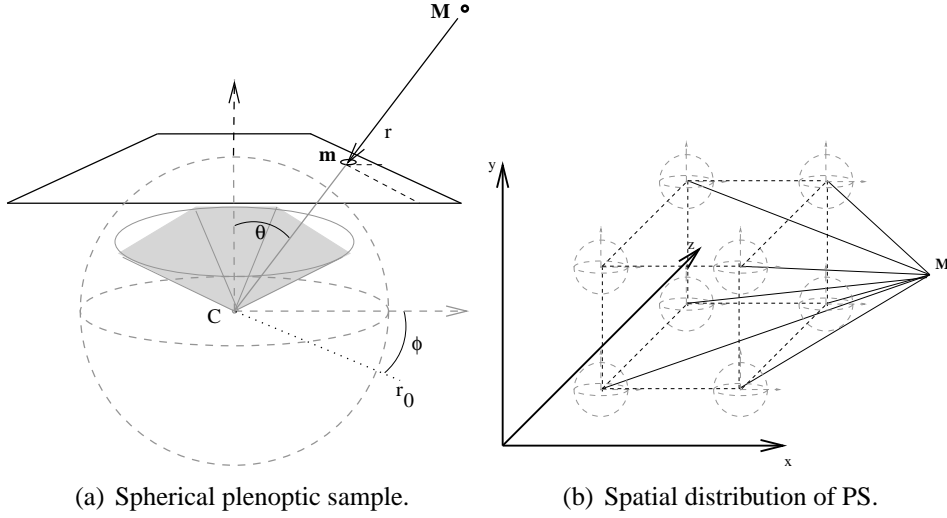 M
r
m
θ
C
ϕ
r0
y
z
M
x
(a) Spherical plenoptic sample.
(b) Spatial distribution of PS.